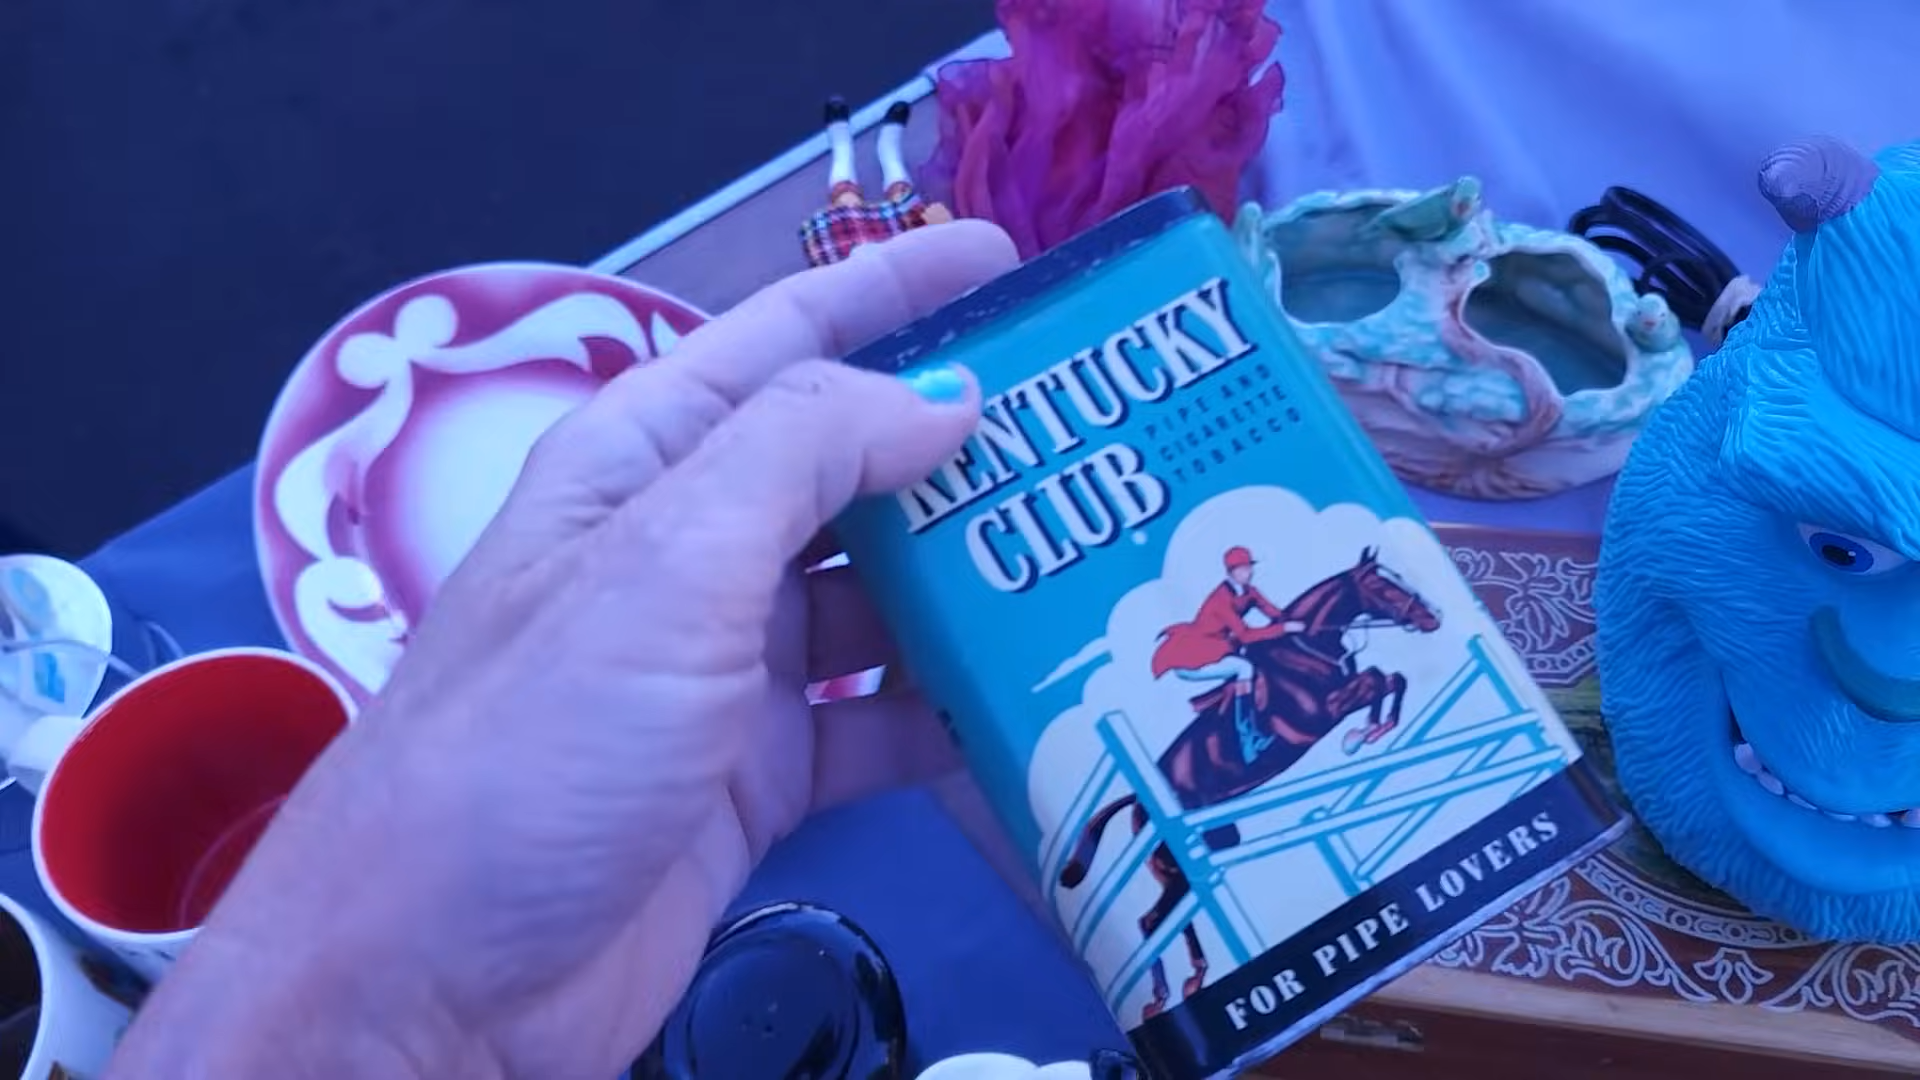 KENTUCKY
CLUB
PIPE AND
CIGARETTE
TOBACCO
FOR PIPE LOVERS